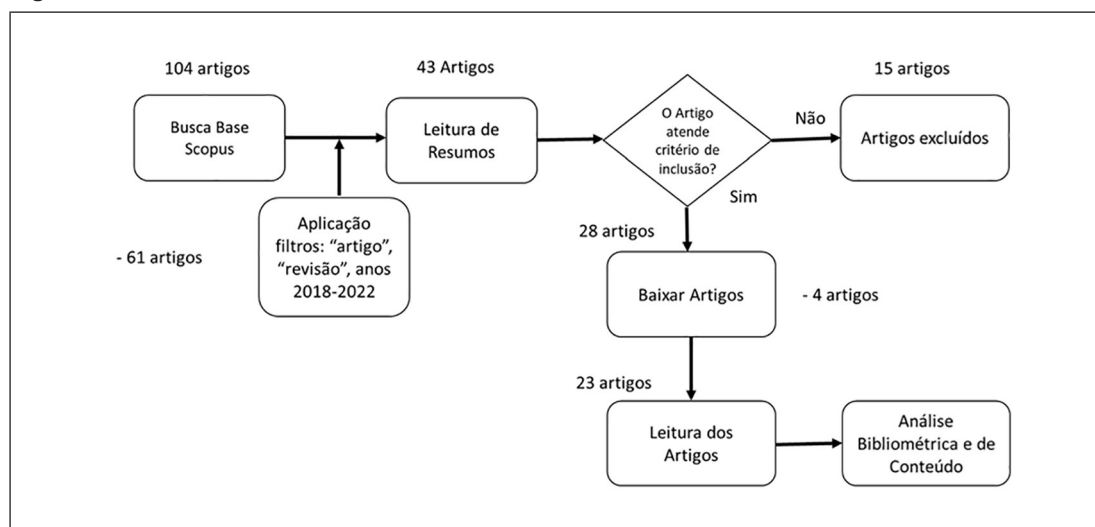 104 artigos
43 Artigos
15 artigos
Busca Base
Scopus
Leitura de
Resumos
O Artigo
atende
critério de
inclusão?
Não
Artigos excluídos
Sim
- 61 artigos
Aplicação
filtros: “artigo”,
“revisão”, anos
2018-2022
28 artigos
Baixar Artigos
- 4 artigos
23 artigos
Leitura dos
Artigos
Análise
Bibliométrica e de
Conteúdo